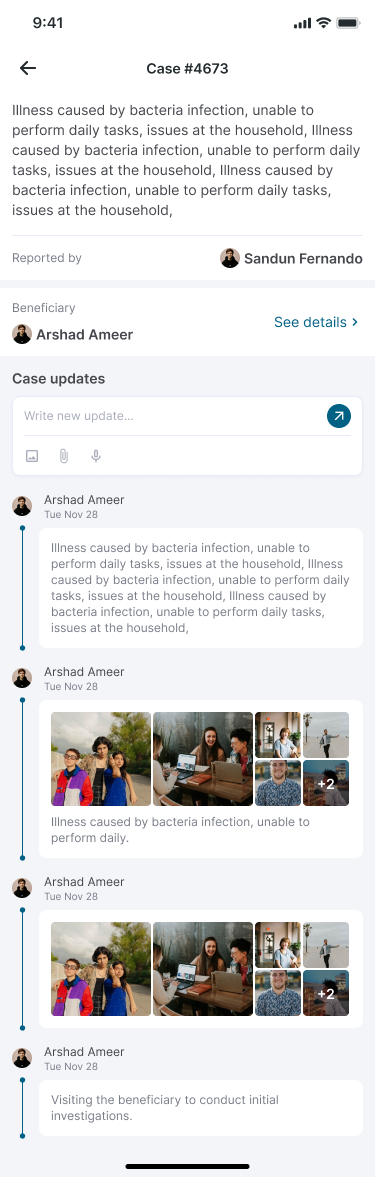 9:41
Case #4673
Illness caused by bacteria infection, unable to
perform daily tasks, issues at the household, Illness
caused by bacteria infection, unable to perform daily
tasks, issues at the household, Illness caused by
bacteria infection, unable to perform daily tasks,
issues at the household,
Reported by
Sandun Fernando
Beneficiary
Arshad Ameer
See details
Case updates
Write new update...
Arshad Ameer
Tue Nov 28
Illness caused by bacteria infection, unable to
perform daily tasks, issues at the household, Illness
caused by bacteria infection, unable to perform daily
tasks, issues at the household, Illness caused by
bacteria infection, unable to perform daily tasks,
issues at the household,
Arshad Ameer
Tue Nov 28
+2
Illness caused by bacteria infection, unable to
perform daily.
Arshad Ameer
Tue Nov 28
+2
Arshad Ameer
Tue Nov 28
Visiting the beneficiary to conduct initial
investigations.